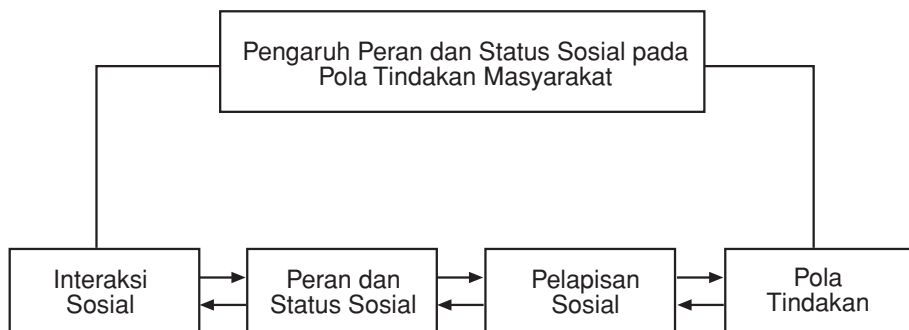 Pengaruh Peran dan Status Sosial pada
Pola Tindakan Masyarakat
Interaksi
Sosial
Peran dan
Status Sosial
Pelapisan
Sosial
Pola
Tindakan